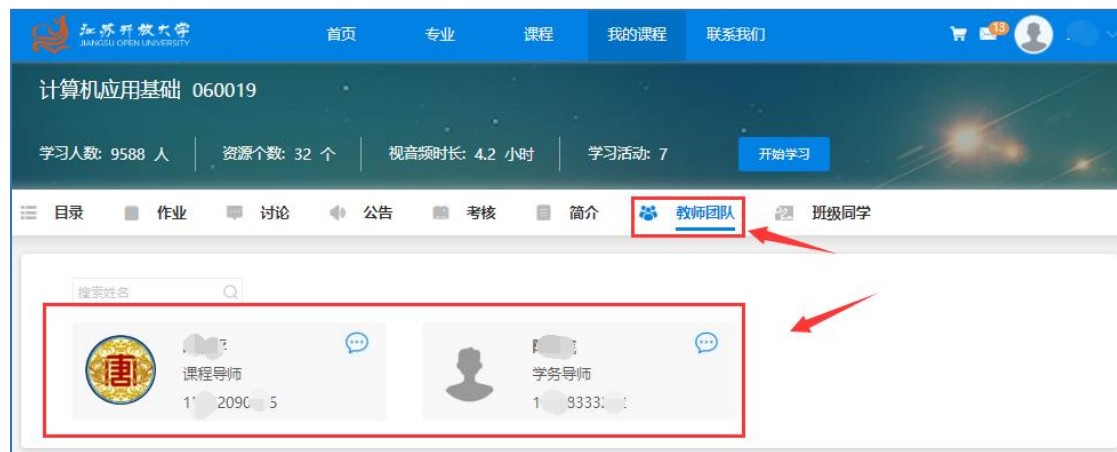 江苏开放大学
JIANGSU OPEN UNIVERSITY
首页 专业 课程 我的课程 联系我们 13
计算机应用基础 060019
学习人数: 9588 人 资源个数: 32 个 视音频时长: 4.2 小时 学习活动: 7 开始学习
目录 作业 讨论 公告 考核 简介 教师团队 班级同学
搜索姓名
唐
课程导师 学务导师